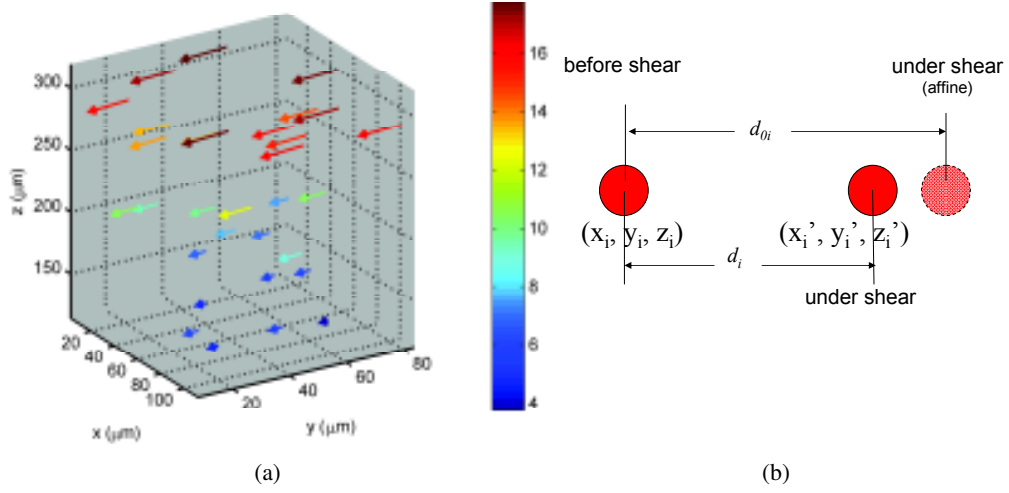 300
250
200
150
z (μm)
20
40
60
80
100
x (μm)
20
40
60
80
y (μm)
16
14
12
10
8
6
4
(a)
before shear
under shear
(affine)
d0i
(xi, yi, zi)
(xi’, yi’, zi’)
di
under shear
(b)